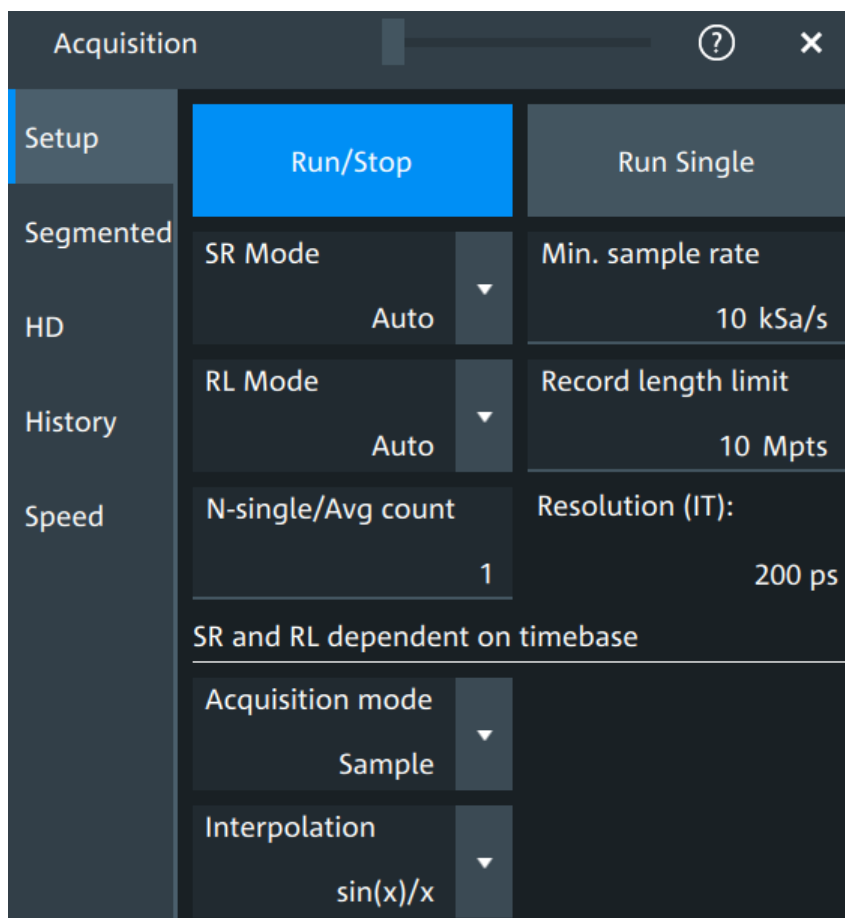 Acquisition
?
Setup
Segmented
HD
History
Speed
Run/Stop
Run Single
SR Mode
Auto
Min. sample rate
10 kSa/s
RL Mode
Auto
Record length limit
10 Mpts
N-single/Avg count
1
Resolution (IT):
200 ps
SR and RL dependent on timebase
Acquisition mode
Sample
Interpolation
sin(x)/x